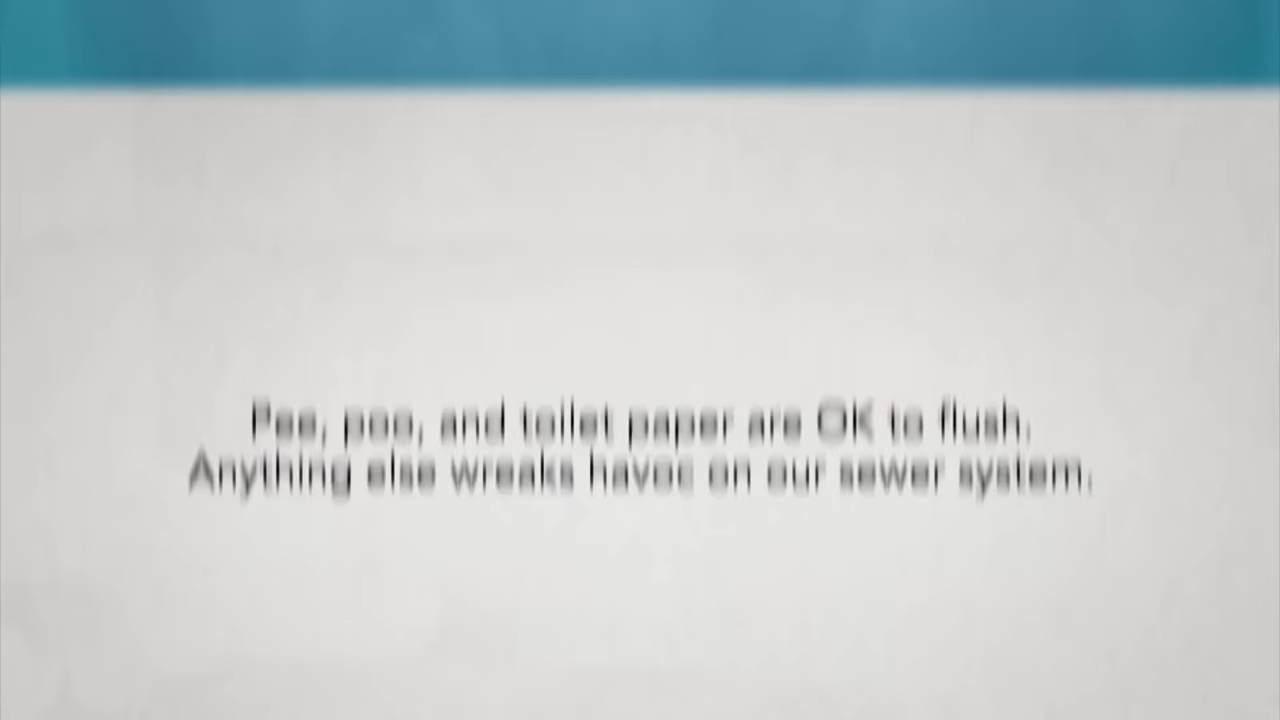 Pee, poo, and toilet paper are OK to flush.
Anything else wreaks havoc on our sewer system.